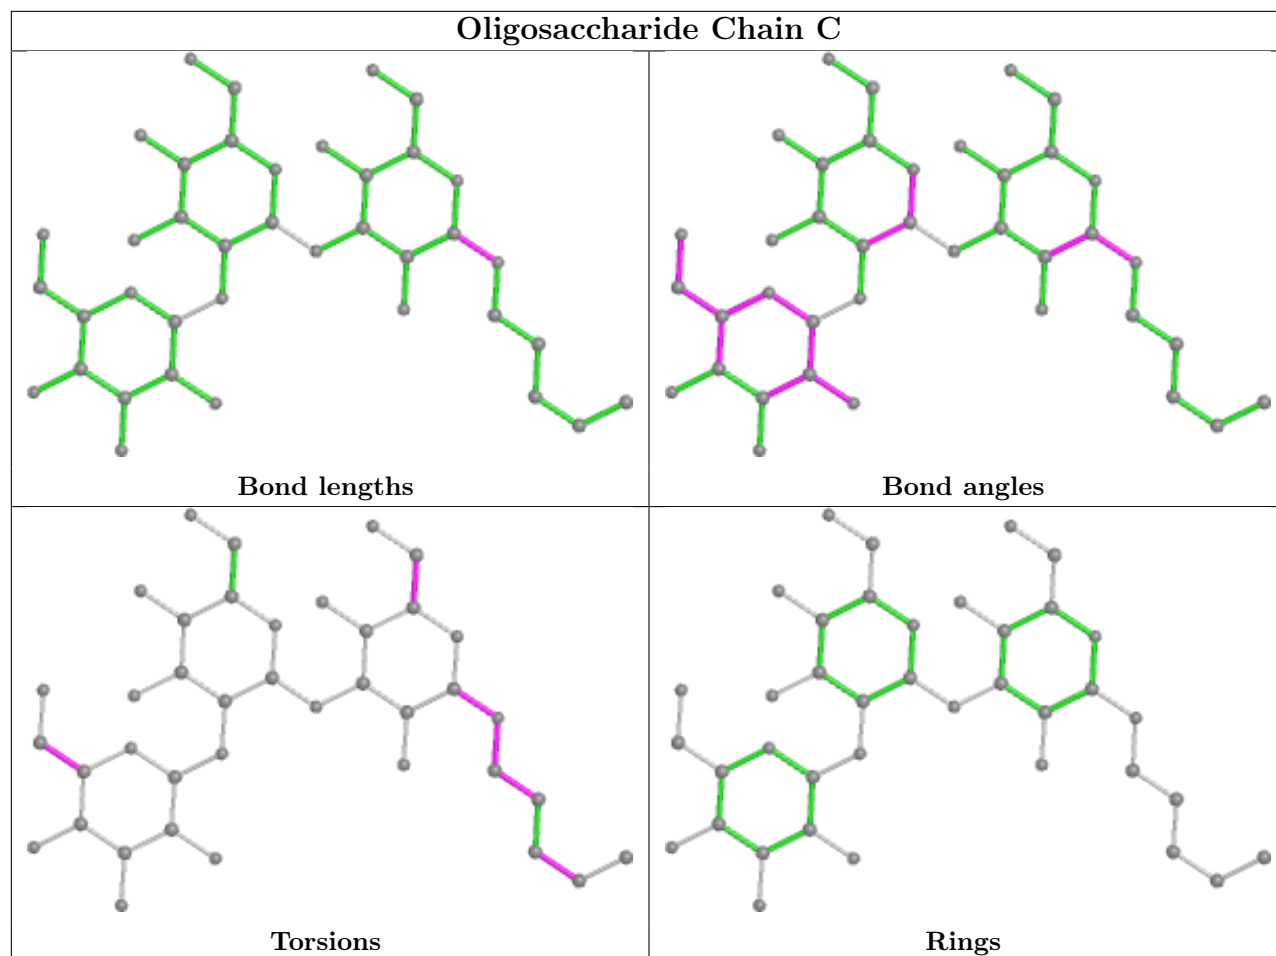 Oligosaccharide Chain C
Bond lengths
Bond angles
Torsions
Rings